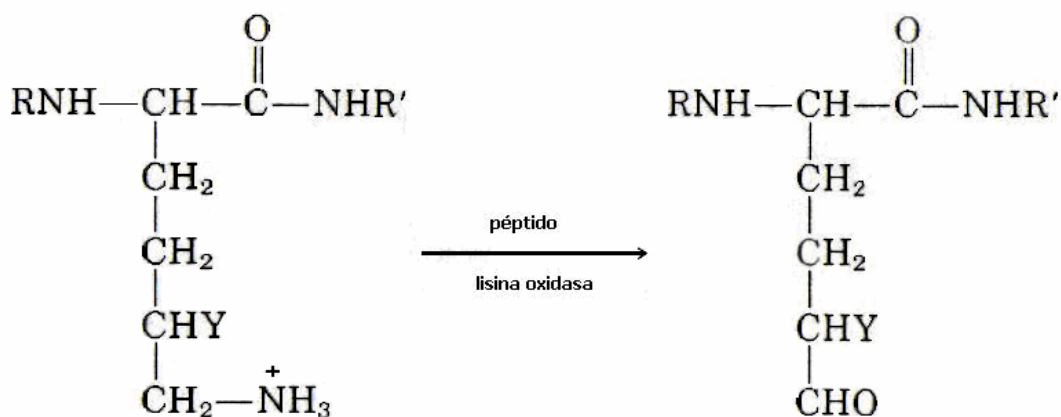 O O
RNH—CH—C—NHR′ RNH—CH—C—NHR′
CH₂ CH₂
péptido
CH₂ CH₂
lisina oxidasa
CHY CHY
+
CH₂—NH₃ CHO